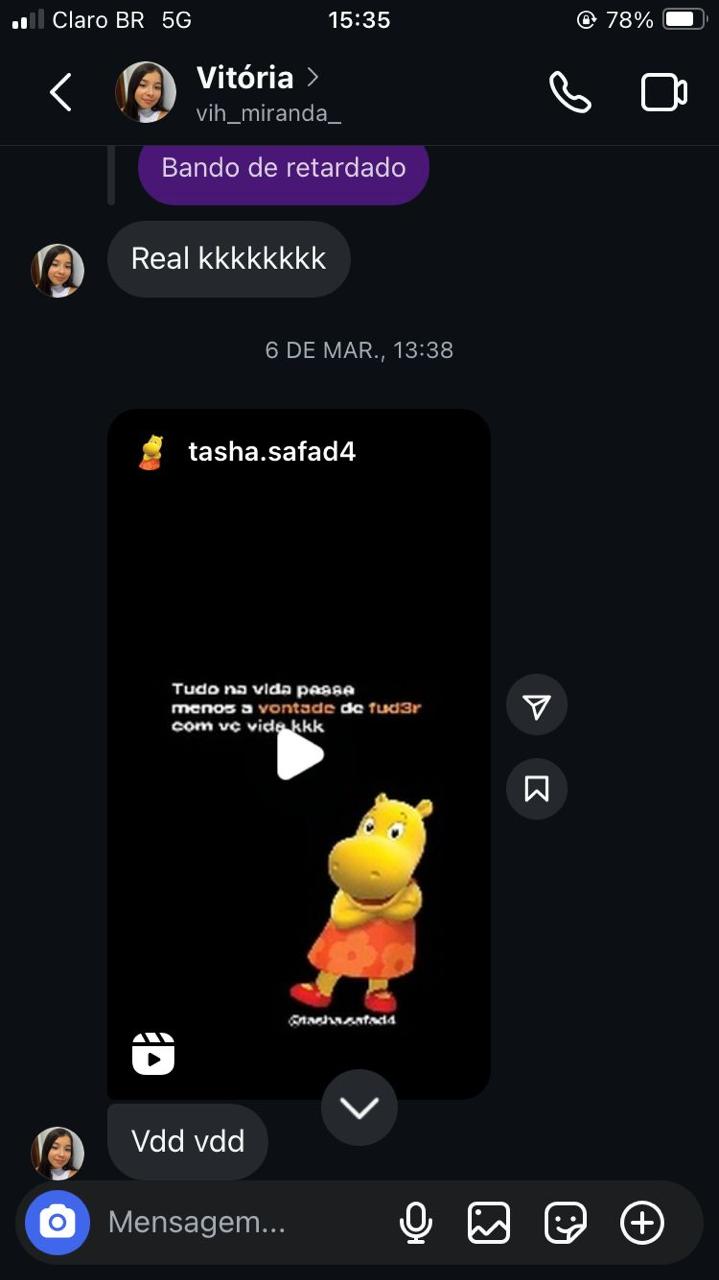 Claro BR 5G 15:35 78%
Vitória
vih_miranda_
Bando de retardado
Real kkkkkkkk
6 DE MAR., 13:38
tasha.safad4
Tudo na vida passa
menos a vontade de fud3r
com vc vida kkk
@tasha.safad4
Vdd vdd
Mensagem...